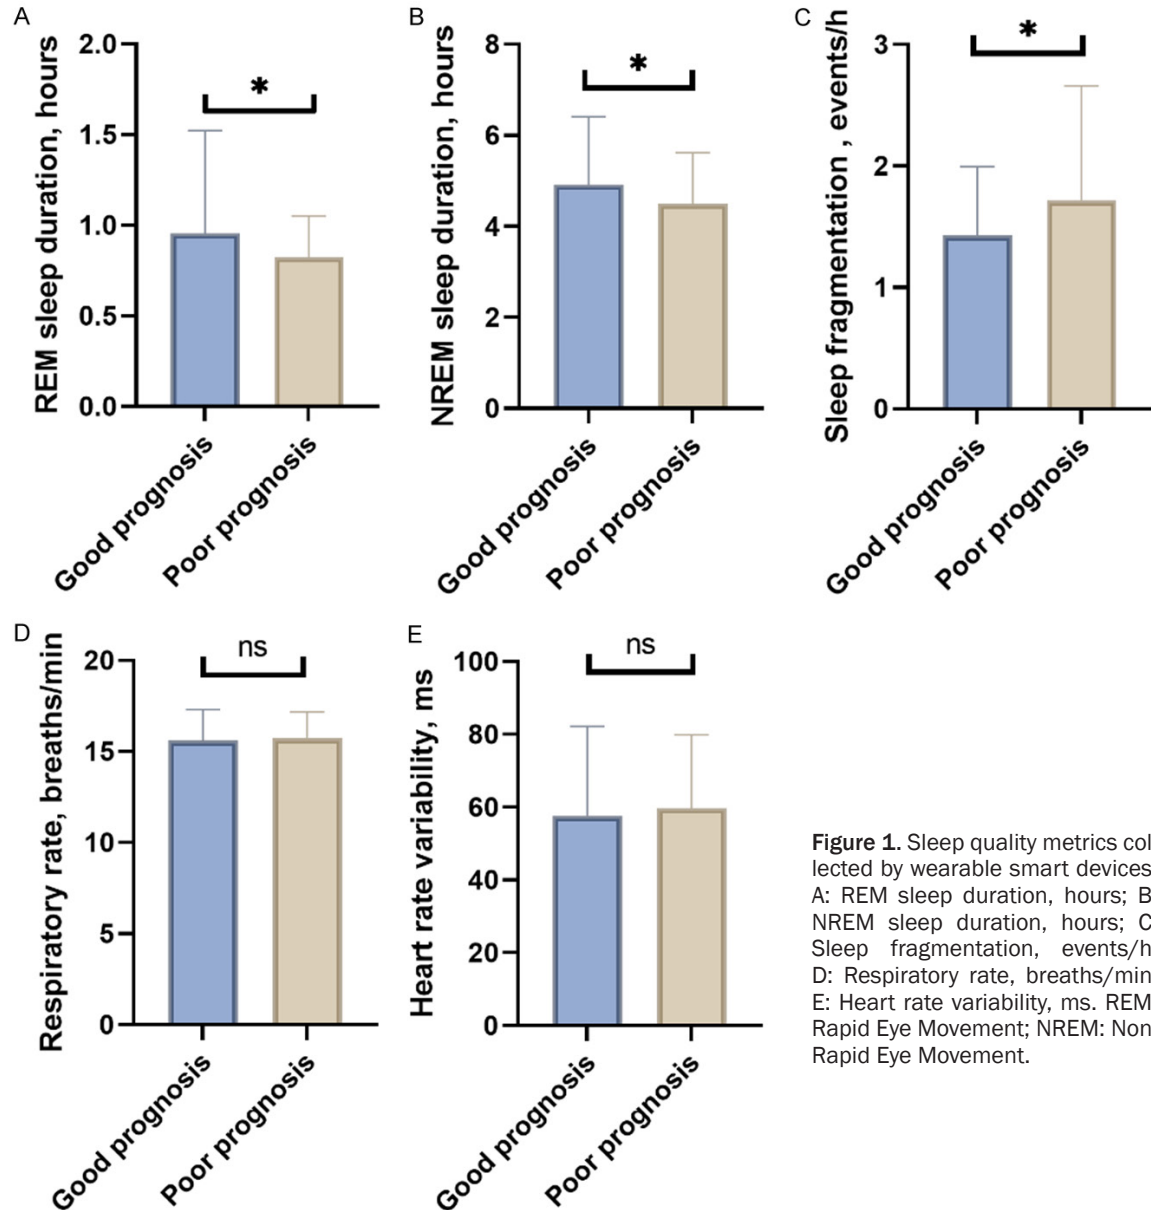 A
REM sleep duration, hours
2.0
1.5
1.0
0.5
0.0
*
Good prognosis
Poor prognosis
B
NREM sleep duration, hours
8
6
4
2
0
*
Good prognosis
Poor prognosis
C
Sleep fragmentation , events/h
3
2
1
0
*
Good prognosis
Poor prognosis
D
Respiratory rate, breaths/min
20
15
10
5
0
ns
Good prognosis
Poor prognosis
E
Heart rate variability, ms
100
80
60
40
20
0
ns
Good prognosis
Poor prognosis
Figure 1. Sleep quality metrics col
lected by wearable smart devices
A: REM sleep duration, hours; B
NREM sleep duration, hours; C
Sleep fragmentation, events/h
D: Respiratory rate, breaths/min
E: Heart rate variability, ms. REM
Rapid Eye Movement; NREM: Non
Rapid Eye Movement.